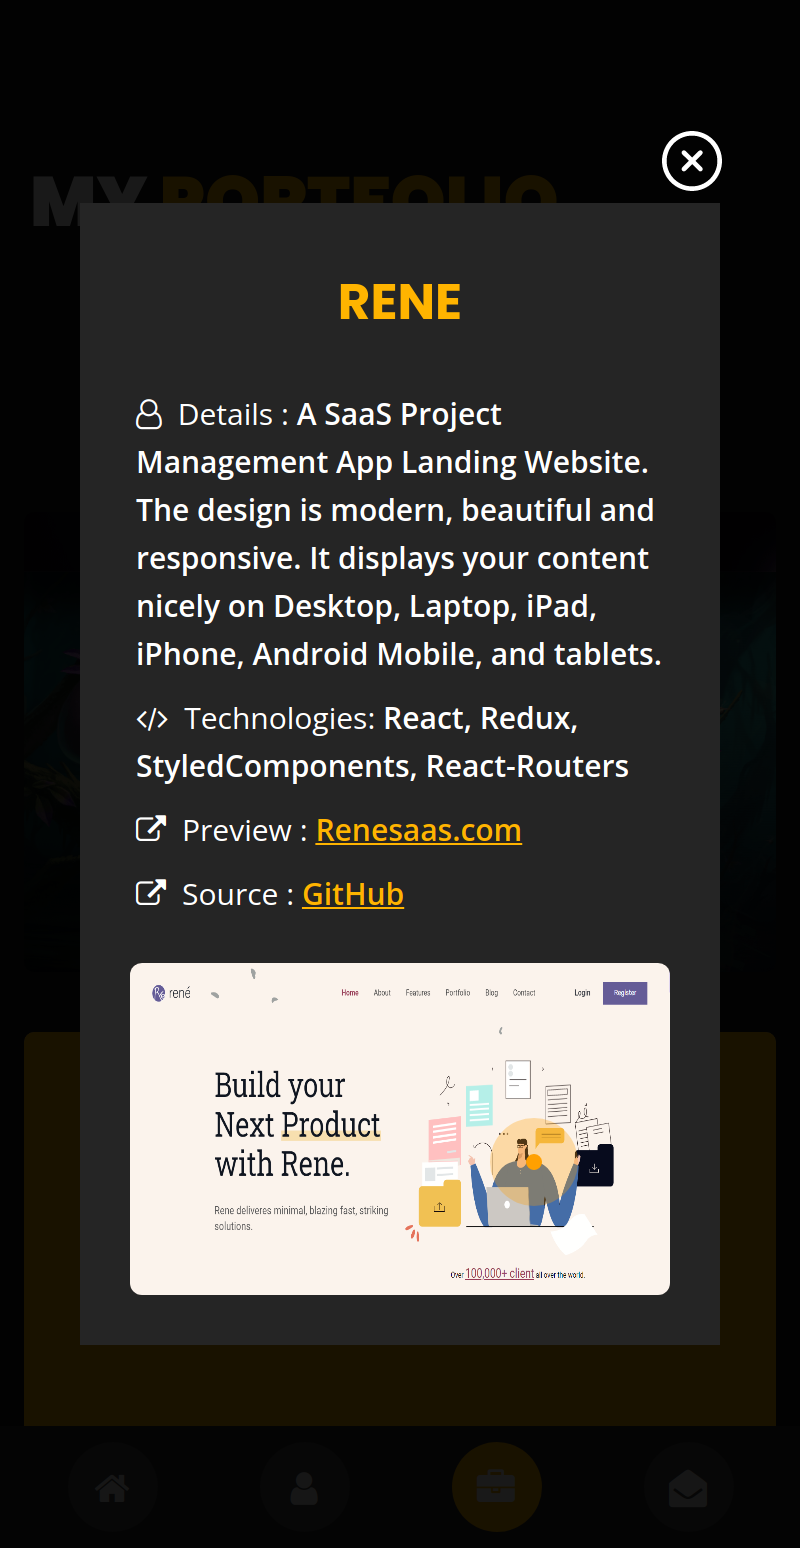 MY PORTFOLIO
RENE
Details : A SaaS Project
Management App Landing Website.
The design is modern, beautiful and
responsive. It displays your content
nicely on Desktop, Laptop, iPad,
iPhone, Android Mobile, and tablets.
</> Technologies: React, Redux,
StyledComponents, React-Routers
Preview : Renesaas.com
Source : GitHub
rené Home About Features Portfolio Blog Contact Login Register
Build your
Next Product
with Rene.
Rene deliveres minimal, blazing fast, striking
solutions.
Over 100,000+ client all over the world.